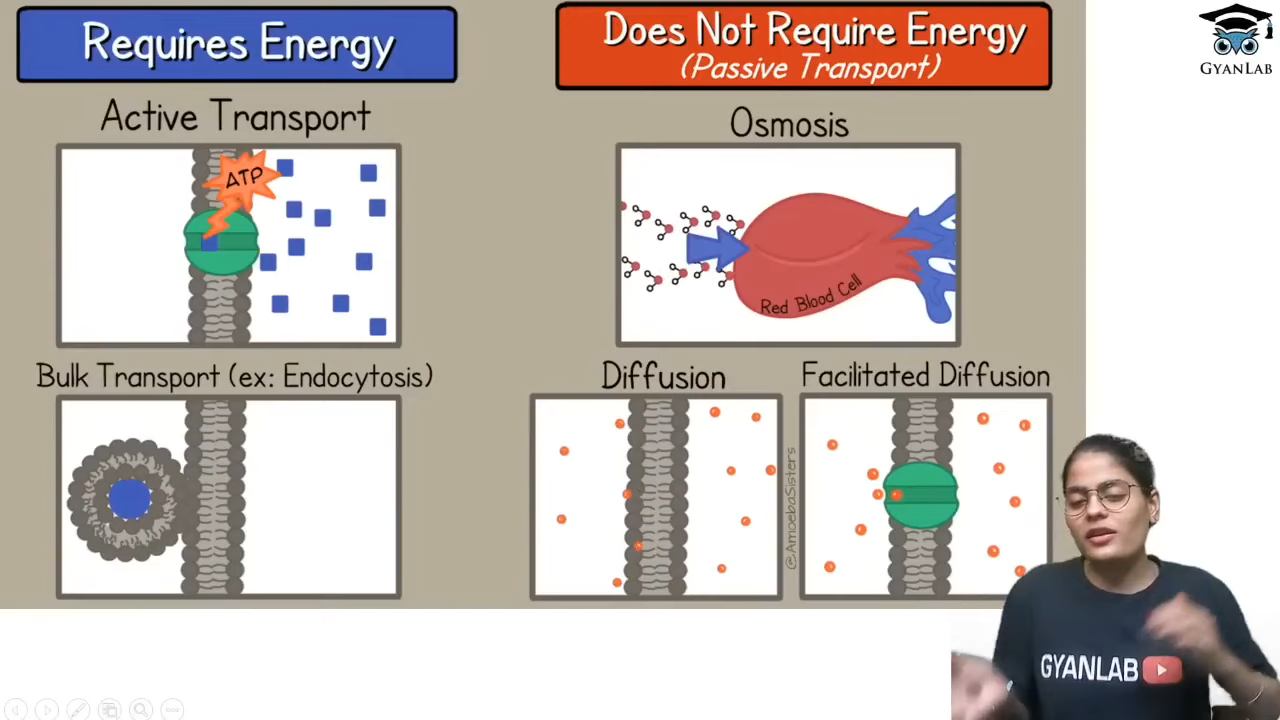 Requires Energy
Does Not Require Energy
(Passive Transport)
GYANLAB
Active Transport
ATP
Osmosis
Red Blood Cell
Bulk Transport (ex: Endocytosis)
Diffusion
Facilitated Diffusion
@AmoebaSisters
GYANLAB